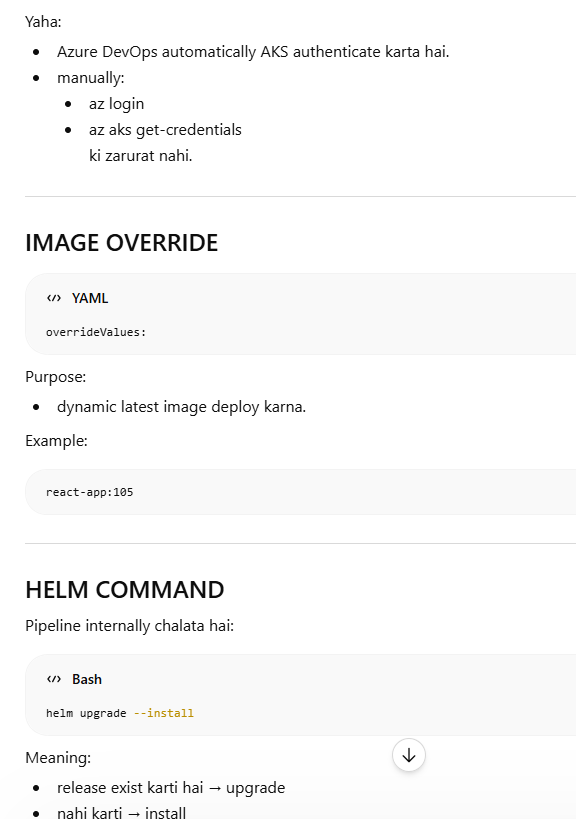 Yaha:
Azure DevOps automatically AKS authenticate karta hai.
manually:
az login
az aks get-credentials
ki zarurat nahi.
IMAGE OVERRIDE
YAML
overrideValues:
Purpose:
dynamic latest image deploy karna.
Example:
react-app:105
HELM COMMAND
Pipeline internally chalata hai:
Bash
helm upgrade --install
Meaning:
release exist karti hai → upgrade
nahi karti → install